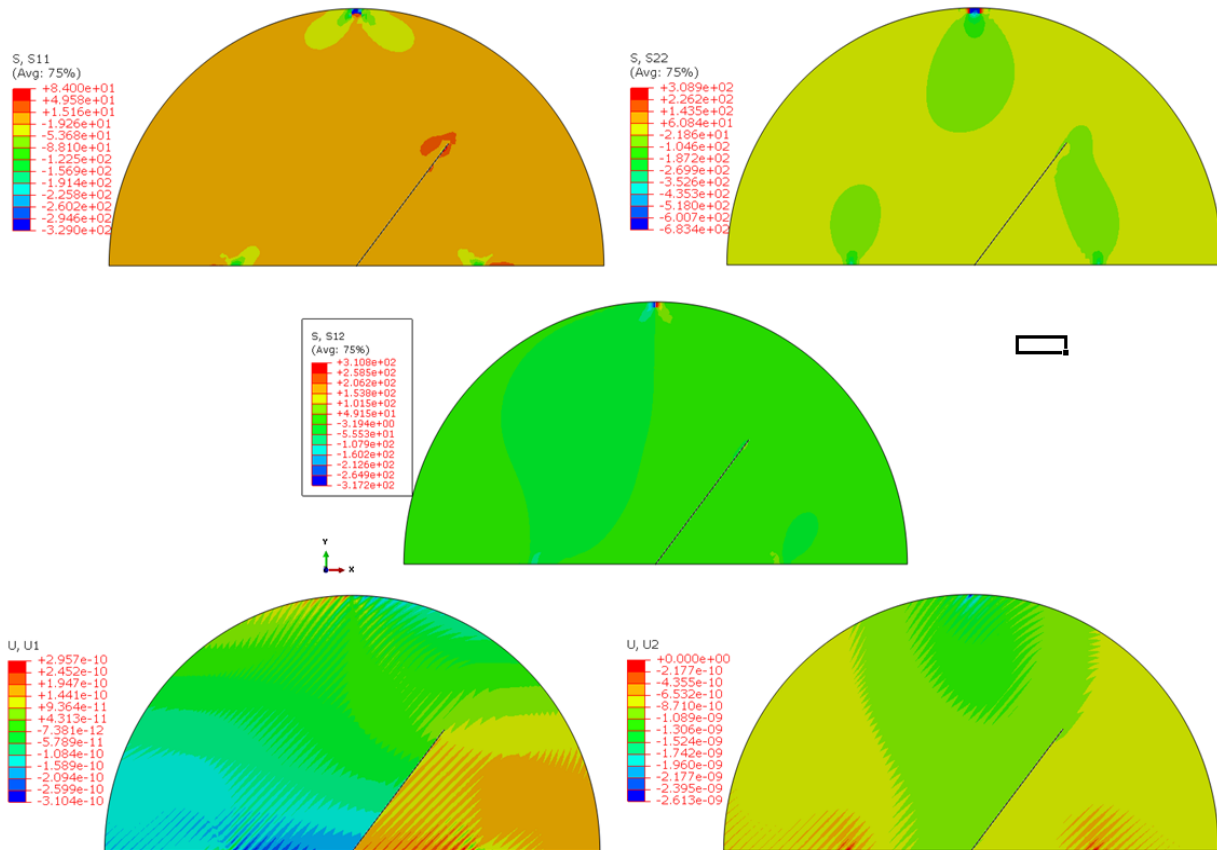 S, S11
(Avg: 75%)
+8.400e+01
+4.958e+01
+1.516e+01
-1.926e+01
-5.368e+01
-8.810e+01
-1.225e+02
-1.569e+02
-1.914e+02
-2.258e+02
-2.602e+02
-2.946e+02
-3.290e+02
S, S22
(Avg: 75%)
+3.089e+02
+2.262e+02
+1.435e+02
+6.084e+01
-2.186e+01
-1.046e+02
-1.872e+02
-2.699e+02
-3.526e+02
-4.353e+02
-5.180e+02
-6.007e+02
-6.834e+02
S, S12
(Avg: 75%)
+3.108e+02
+2.585e+02
+2.062e+02
+1.538e+02
+1.015e+02
+4.915e+01
-3.194e+00
-5.553e+01
-1.079e+02
-1.602e+02
-2.126e+02
-2.649e+02
-3.172e+02
Y
X
U, U1
+2.957e-10
+2.452e-10
+1.947e-10
+1.441e-10
+9.364e-11
+4.313e-11
-7.381e-12
-5.789e-11
-1.084e-10
-1.589e-10
-2.094e-10
-2.599e-10
-3.104e-10
U, U2
+0.000e+00
-2.177e-10
-4.355e-10
-6.532e-10
-8.710e-10
-1.089e-09
-1.306e-09
-1.524e-09
-1.742e-09
-1.960e-09
-2.177e-09
-2.395e-09
-2.613e-09